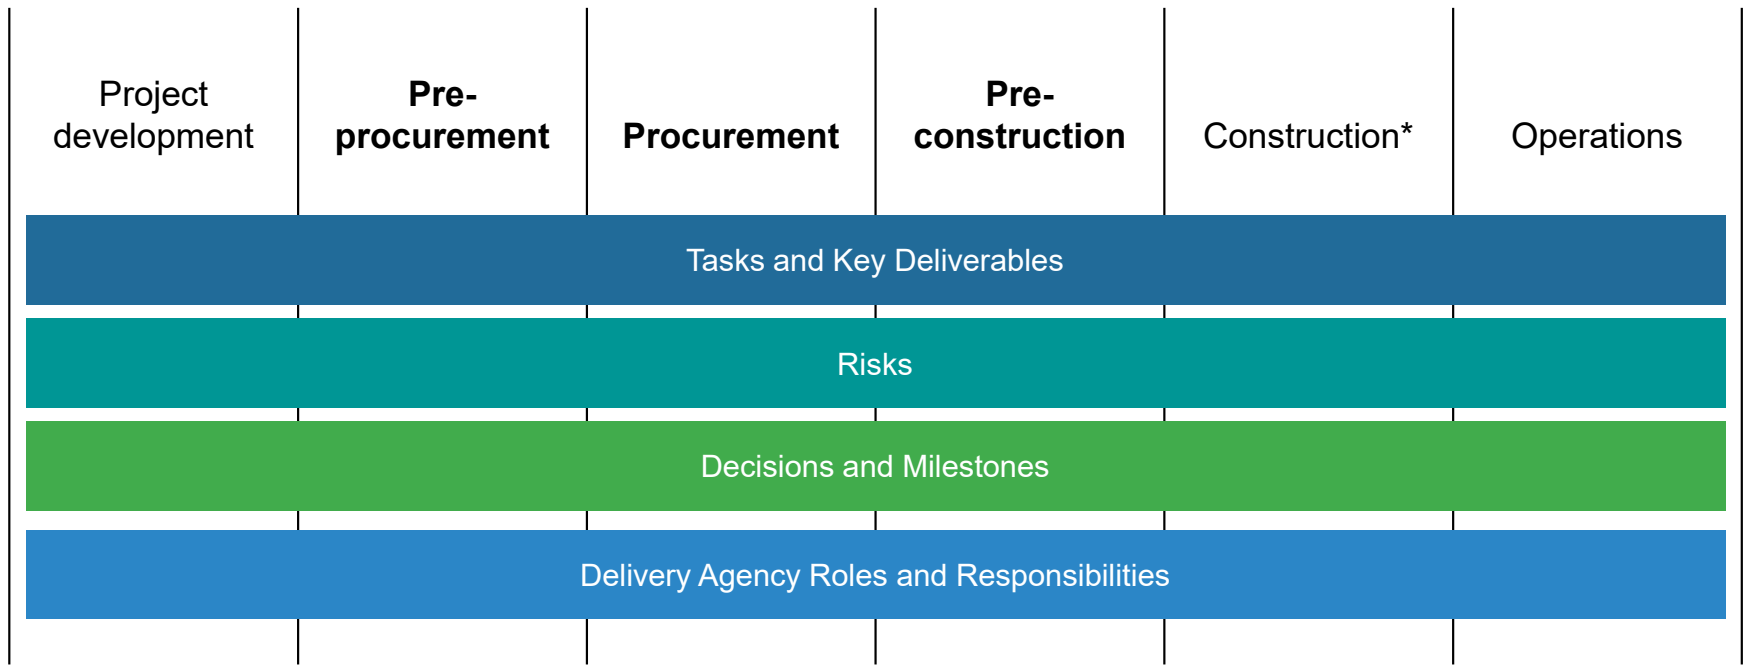 Project
development
Pre-
procurement
Procurement
Pre-
construction
Construction*
Operations
Tasks and Key Deliverables
Risks
Decisions and Milestones
Delivery Agency Roles and Responsibilities